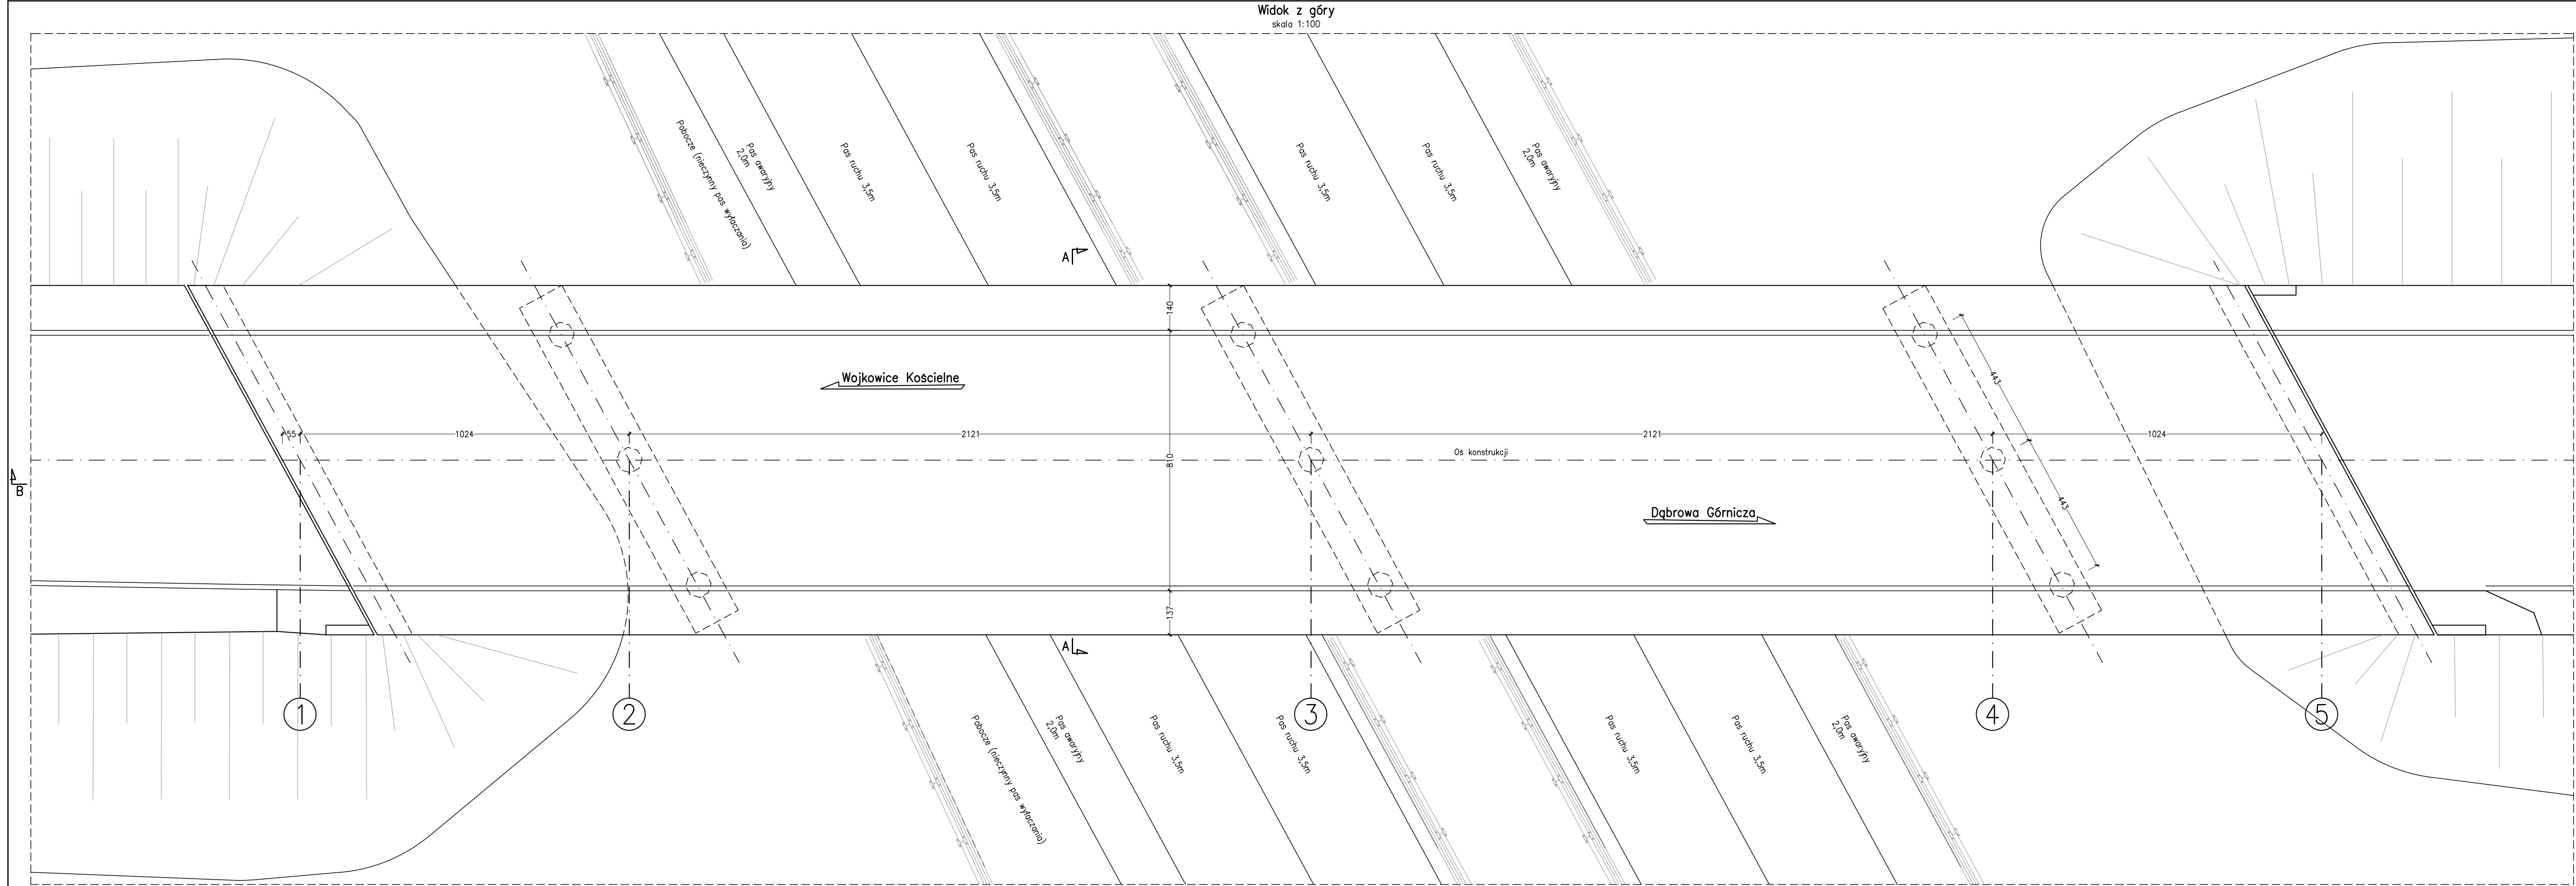 Widok z góry
skala 1:100
Pobocze (nieczynny pas wyłączania)
Pas awaryjny
2,0m
Pas ruchu 3,5m
Pas ruchu 3,5m
Pas ruchu 3,5m
Pas ruchu 3,5m
Pas awaryjny
2,0m
A
140
Wojkowice Kościelne
443
55
1024
2121
2121
1024
810
Oś konstrukcji
B
443
Dąbrowa Górnicza
137
A
1
2
3
4
5
Pobocze (nieczynny pas wyłączania)
Pas awaryjny
2,0m
Pas ruchu 3,5m
Pas ruchu 3,5m
Pas ruchu 3,5m
Pas ruchu 3,5m
Pas awaryjny
2,0m